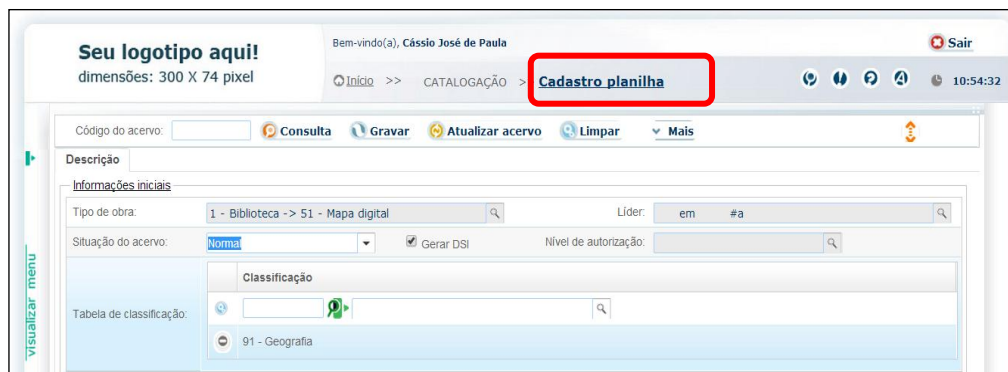 Seu logotipo aqui!
dimensões: 300 X 74 pixel
Bem-vindo(a), Cássio José de Paula
Sair
Início >> CATALOGAÇÃO > Cadastro planilha
10:54:32
Código do acervo: Consulta Gravar Atualizar acervo Limpar Mais
Descrição
Informações iniciais
Tipo de obra: 1 - Biblioteca -> 51 - Mapa digital Líder: em #a
Situação do acervo: Normal Gerar DSI Nível de autorização:
Classificação
Tabela de classificação:
91 - Geografia
visualizar menu